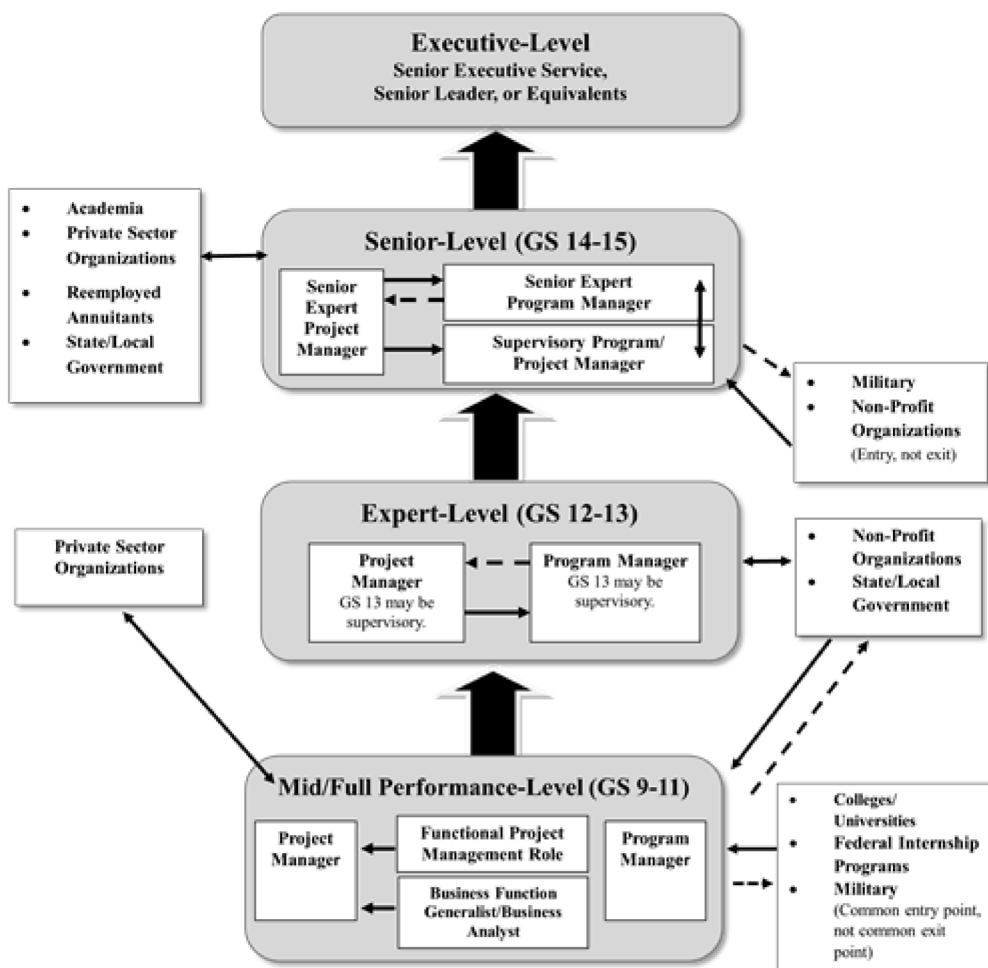 Executive-Level
Senior Executive Service,
Senior Leader, or Equivalents
• Academia
• Private Sector
Organizations
• Reemployed
Annuitants
• State/Local
Government
Senior-Level (GS 14-15)
Senior
Expert
Project
Manager
Senior Expert
Program Manager
Supervisory Program/
Project Manager
• Military
• Non-Profit
Organizations
(Entry, not exit)
Private Sector
Organizations
Expert-Level (GS 12-13)
Project
Manager
GS 13 may be
supervisory.
Program Manager
GS 13 may be
supervisory.
• Non-Profit
Organizations
• State/Local
Government
Mid/Full Performance-Level (GS 9-11)
Project
Manager
Functional Project
Management Role
Business Function
Generalist/Business
Analyst
Program
Manager
• Colleges/
Universities
• Federal Internship
Programs
• Military
(Common entry point,
not common exit
point)